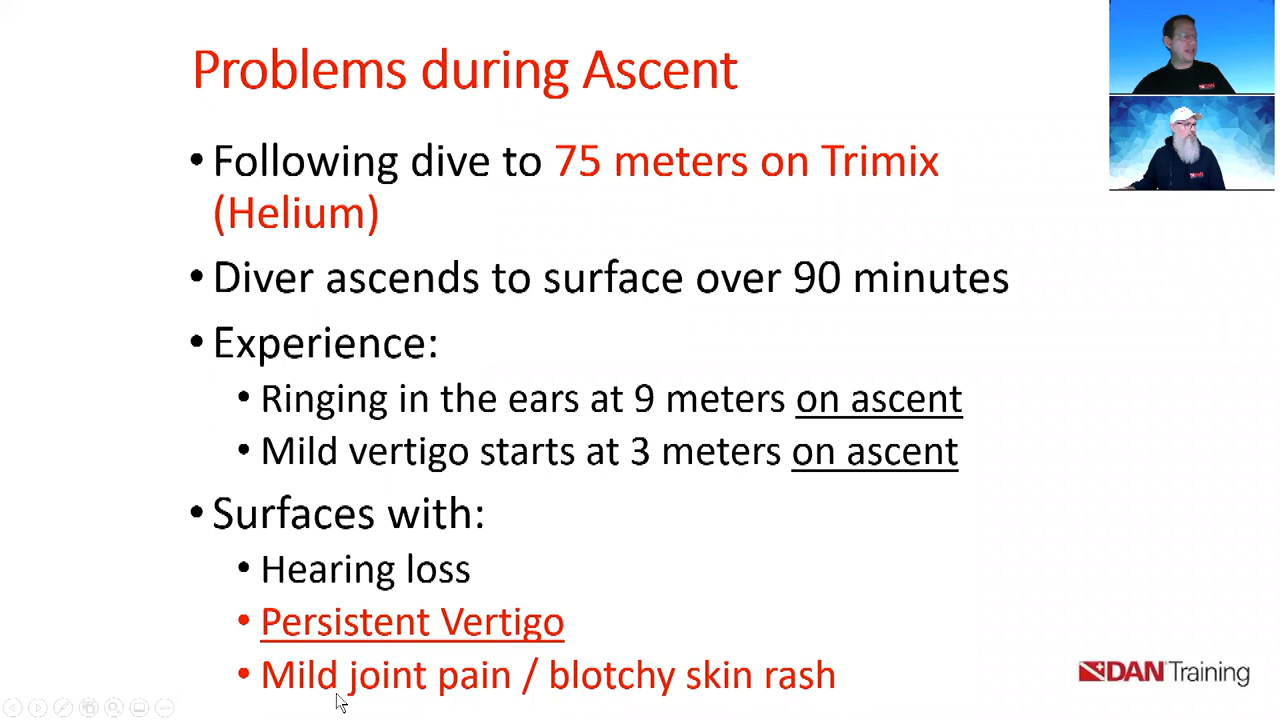 Problems during Ascent
• Following dive to 75 meters on Trimix
(Helium)
• Diver ascends to surface over 90 minutes
• Experience:
• Ringing in the ears at 9 meters on ascent
• Mild vertigo starts at 3 meters on ascent
• Surfaces with:
• Hearing loss
• Persistent Vertigo
• Mild joint pain / blotchy skin rash
DAN Training